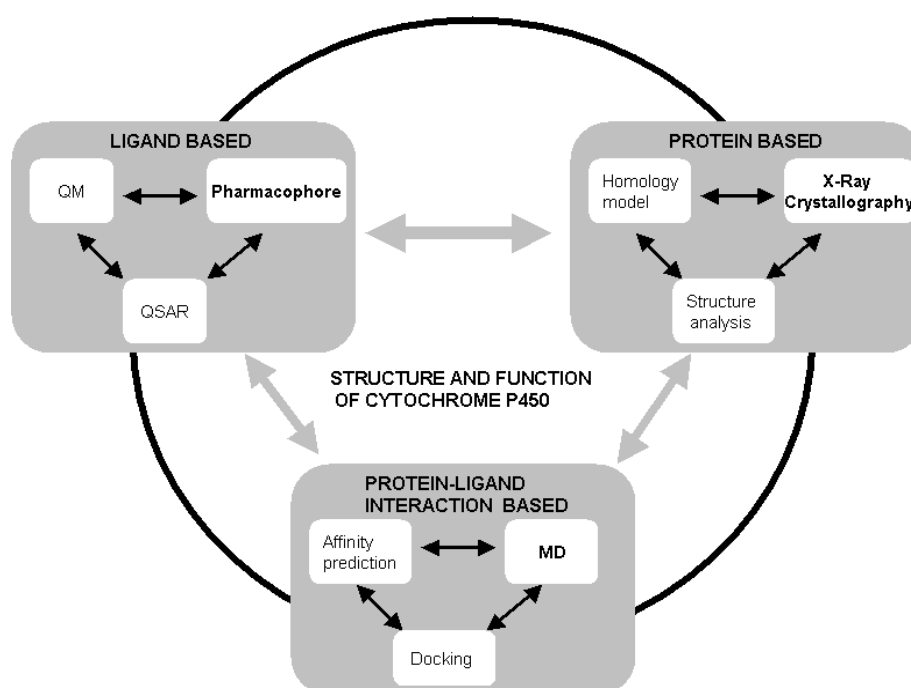 LIGAND BASED
QM
Pharmacophore
QSAR
PROTEIN BASED
Homology
model
X-Ray
Crystallography
Structure
analysis
STRUCTURE AND FUNCTION
OF CYTOCHROME P450
PROTEIN-LIGAND
INTERACTION BASED
Affinity
prediction
MD
Docking